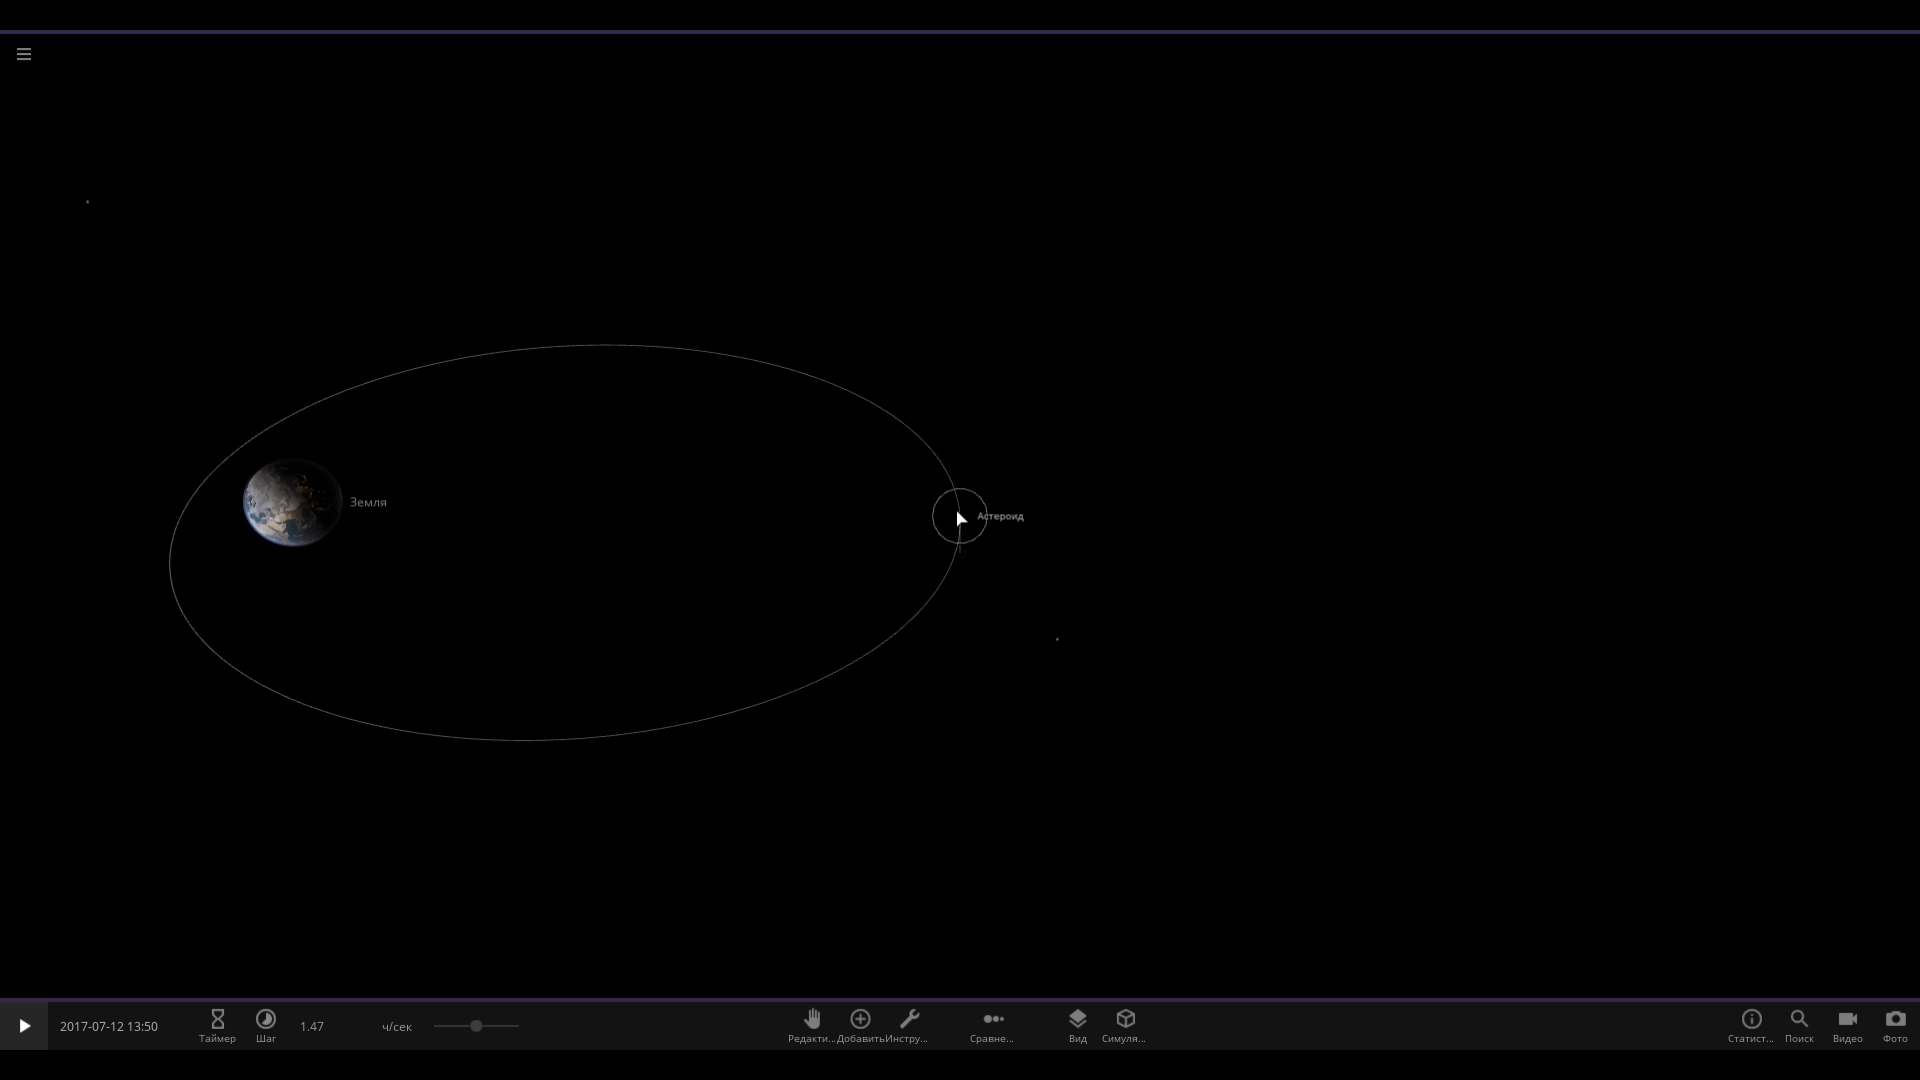 Земля
Астероид
2017-07-12 13:50
Таймер
Шаг
1.47
ч/сек
Редакти...
Добавить
Инстру...
Сравне...
Вид
Симуля...
Статист...
Поиск
Видео
Фото